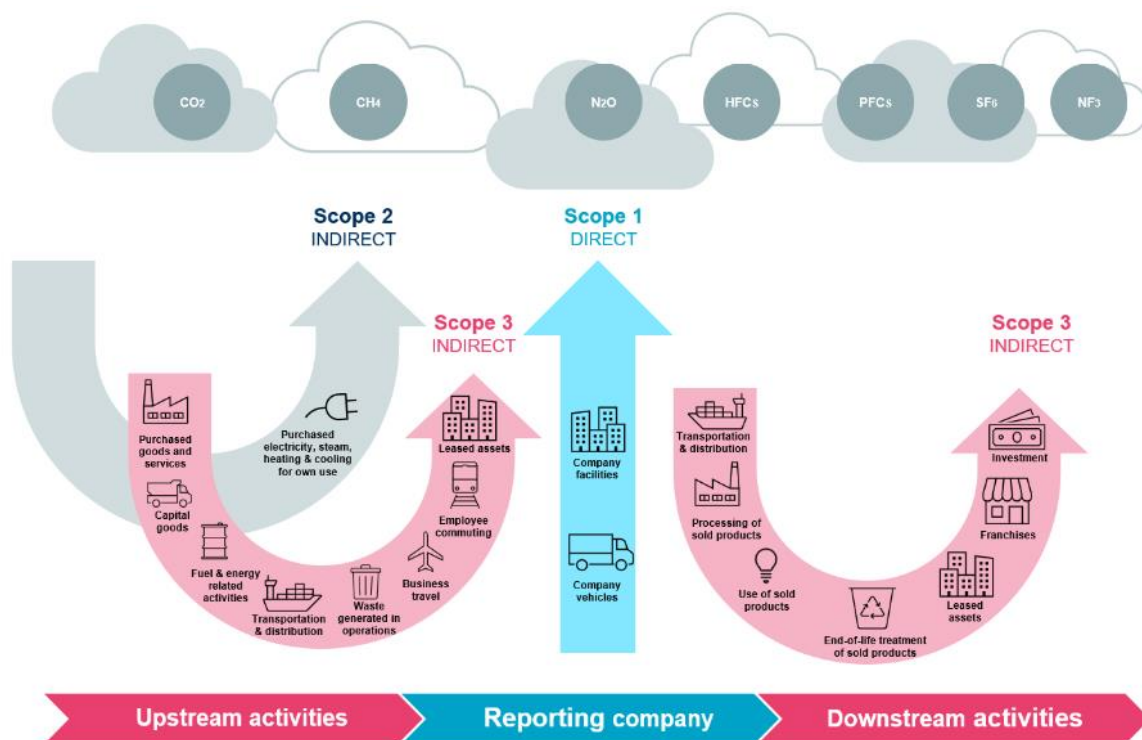 CO2
CH4
N2O
HFCS
PFCS
SF6
NF3
Scope 2
INDIRECT
Scope 1
DIRECT
Scope 3
INDIRECT
Scope 3
INDIRECT
Purchased
goods and
services
Capital
goods
Fuel & energy
related
activities
Transportation
& distribution
Waste
generated in
operations
Business
travel
Employee
commuting
Leased assets
Purchased
electricity, steam,
heating & cooling
for own use
Company
facilities
Company
vehicles
Transportation
& distribution
Processing of
sold products
Use of sold
products
End-of-life treatment
of sold products
Leased
assets
Franchises
Investment
Upstream activities
Reporting company
Downstream activities